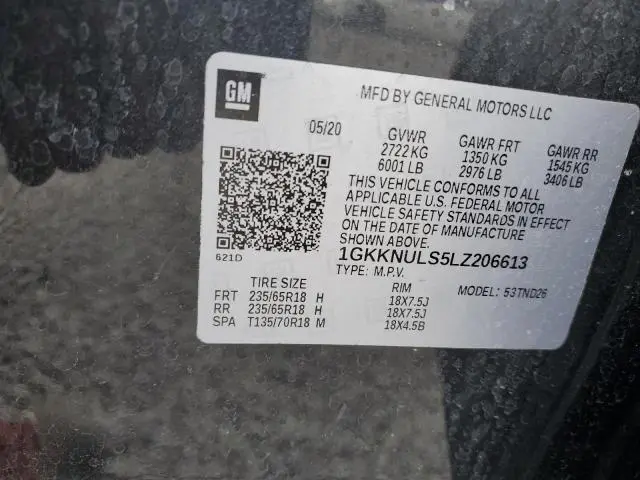 GM
MFD BY GENERAL MOTORS LLC
05/20 GVWR GAWR FRT GAWR RR
2722 KG 1350 KG 1545 KG
6001 LB 2976 LB 3406 LB
THIS VEHICLE CONFORMS TO ALL
APPLICABLE U.S. FEDERAL MOTOR
VEHICLE SAFETY STANDARDS IN EFFECT
ON THE DATE OF MANUFACTURE
SHOWN ABOVE.
621D
1GKKNULS5LZ206613
TYPE: M.P.V. MODEL: 53TND26
TIRE SIZE RIM
FRT 235/65R18 H 18X7.5J
RR 235/65R18 H 18X7.5J
SPA T135/70R18 M 18X4.5B